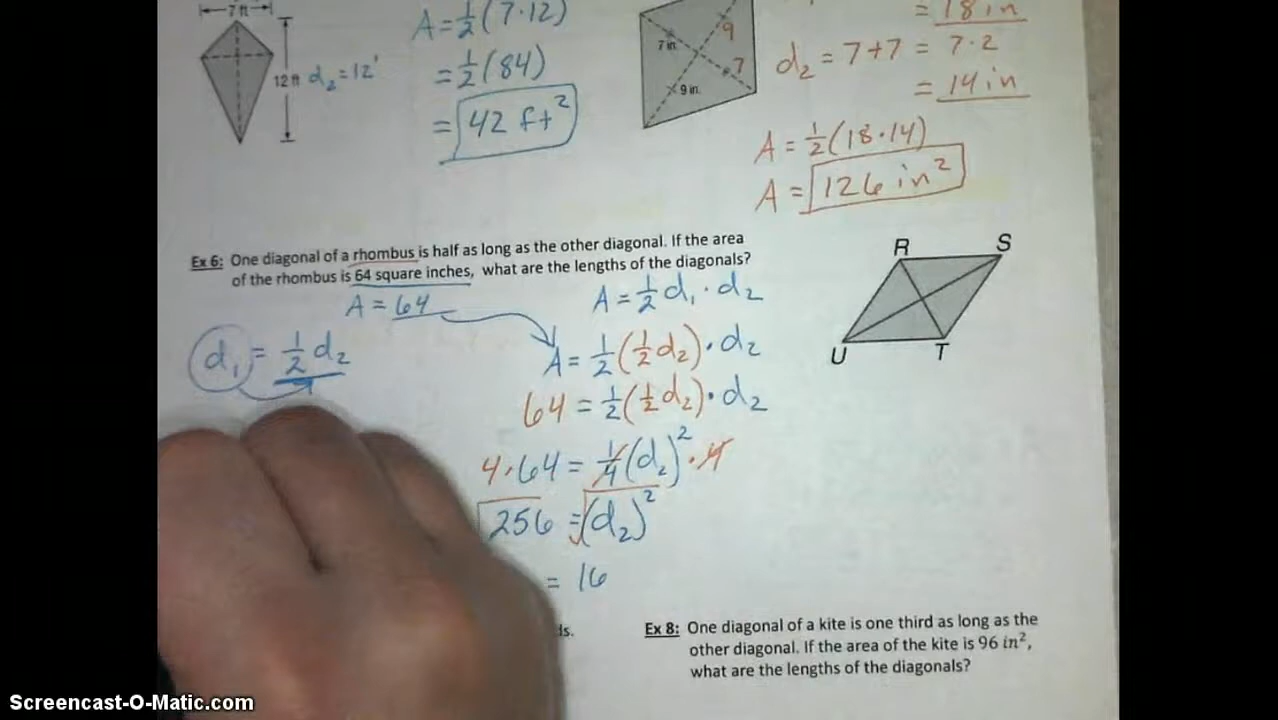 7 ft
12 ft d₂ = 12'
A = ½(7·12)
= ½(84)
= 42 ft²
7 in.
9 in.
9
7
= 18 in
d₂ = 7+7 = 7·2
= 14 in
A = ½(18·14)
A = 126 in²
Ex 6: One diagonal of a rhombus is half as long as the other diagonal. If the area
of the rhombus is 64 square inches, what are the lengths of the diagonals?
A = 64
d₁ = ½ d₂
A = ½ d₁ · d₂
A = ½(½d₂) · d₂
64 = ½(½d₂) · d₂
4·64 = ¼(d₂)² · 4
√256 = √(d₂)²
= 16
R S
U T
ds.
Ex 8: One diagonal of a kite is one third as long as the
other diagonal. If the area of the kite is 96 in²,
what are the lengths of the diagonals?
Screencast-O-Matic.com